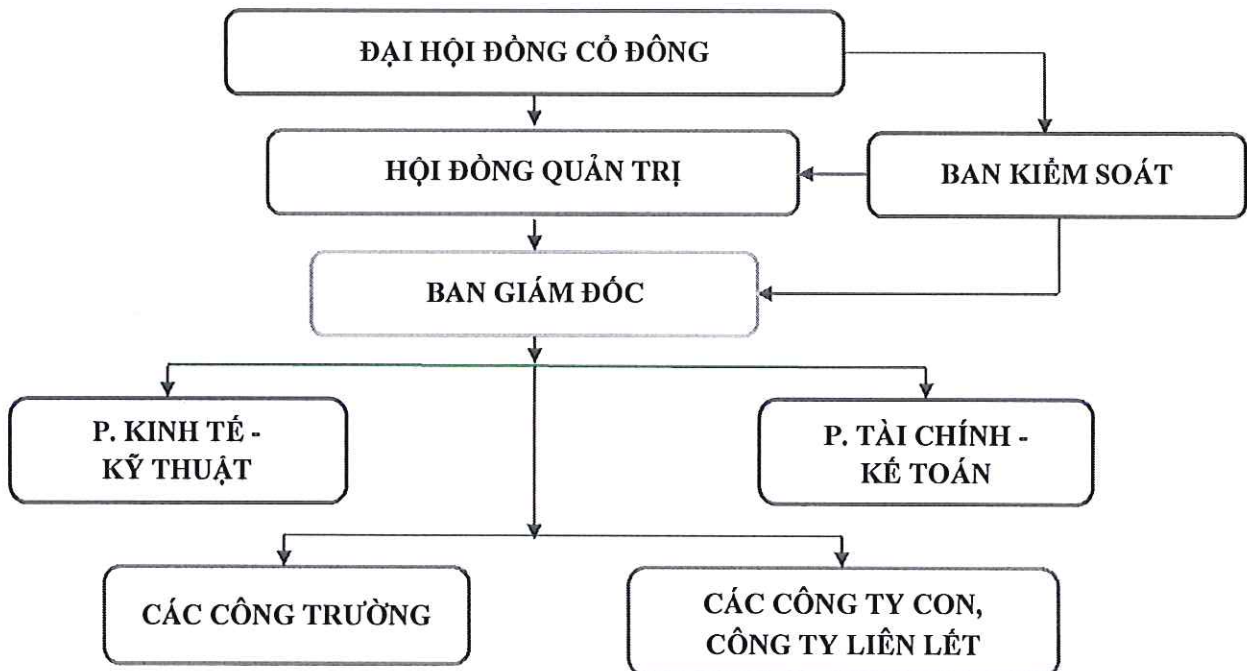 ĐẠI HỘI ĐỒNG CỔ ĐÔNG
HỘI ĐỒNG QUẢN TRỊ
BAN KIỂM SOÁT
BAN GIÁM ĐỐC
P. KINH TẾ -
KỸ THUẬT
P. TÀI CHÍNH -
KẾ TOÁN
CÁC CÔNG TRƯỜNG
CÁC CÔNG TY CON,
CÔNG TY LIÊN LẾT